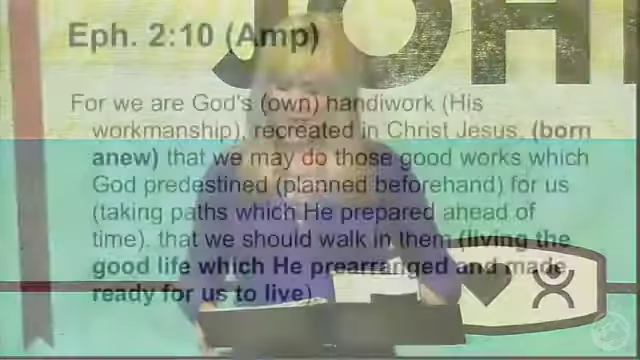 Eph. 2:10 (Amp)
JOH
For we are God's (own) handiwork (His
workmanship), recreated in Christ Jesus, (born
anew) that we may do those good works which
God predestined (planned beforehand) for us
(taking paths which He prepared ahead of
time), that we should walk in them (living the
good life which He prearranged and made
ready for us to live)